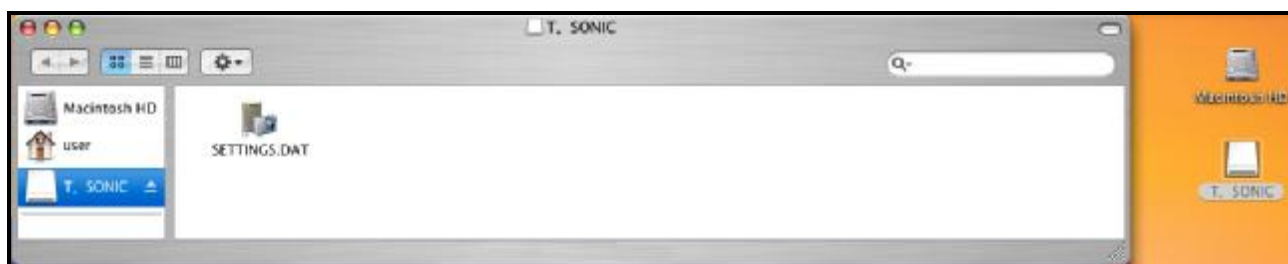 T. SONIC
Macintosh HD
user
T. SONIC
SETTINGS.DAT
Macintosh HD
T. SONIC